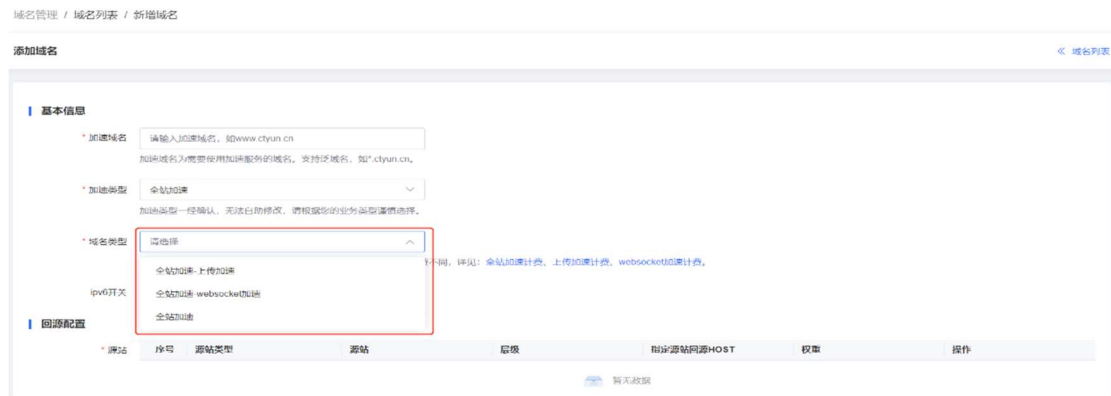 域名管理 / 域名列表 / 新增域名
添加域名
≪ 域名列表
基本信息
* 加速域名 请输入加速域名，如www.ctyun.cn
加速域名为需要使用加速服务的域名。支持泛域名，如*.ctyun.cn。
* 加速类型 全站加速
加速类型一经确认，无法自助修改，请根据您的业务类型谨慎选择。
* 域名类型 请选择
不同，详见：全站加速计费、上传加速计费、websocket加速计费。
全站加速-上传加速
ipv6开关 全站加速-websocket加速
全站加速
回源配置
* 源站 序号 源站类型 源站 层级 指定源站回源HOST 权重 操作
暂无数据